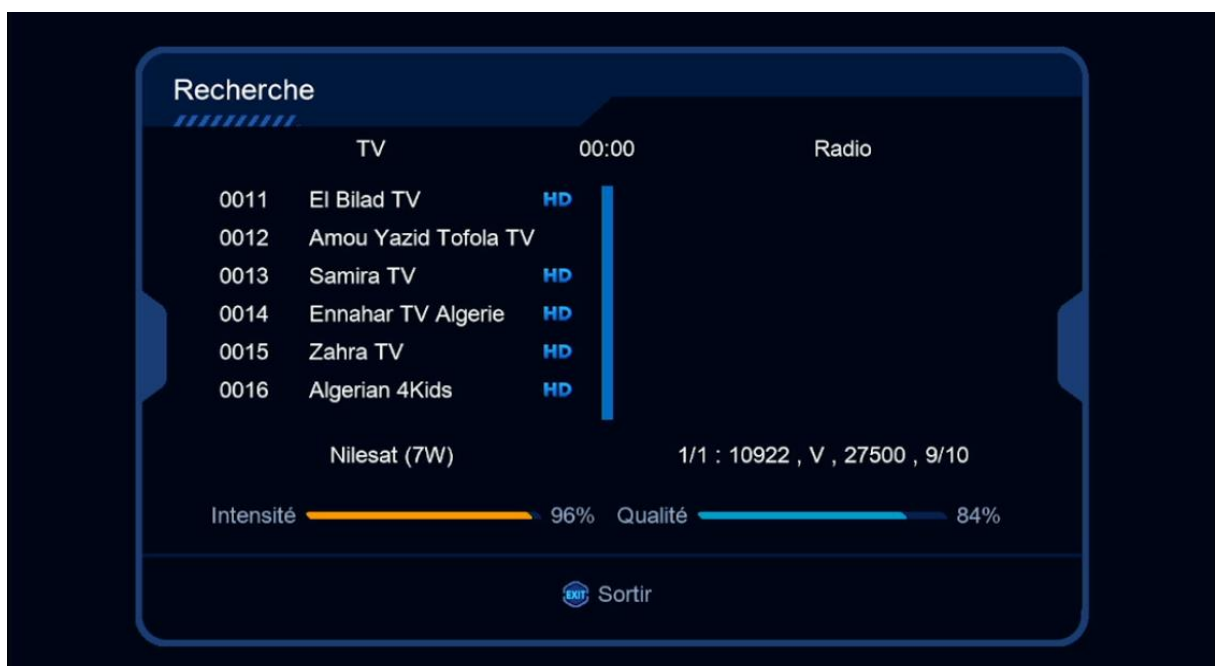 Recherche
TV 00:00 Radio
0011 El Bilad TV HD
0012 Amou Yazid Tofola TV
0013 Samira TV HD
0014 Ennahar TV Algerie HD
0015 Zahra TV HD
0016 Algerian 4Kids HD
Nilesat (7W) 1/1 : 10922 , V , 27500 , 9/10
Intensité 96% Qualité 84%
EXIT Sortir